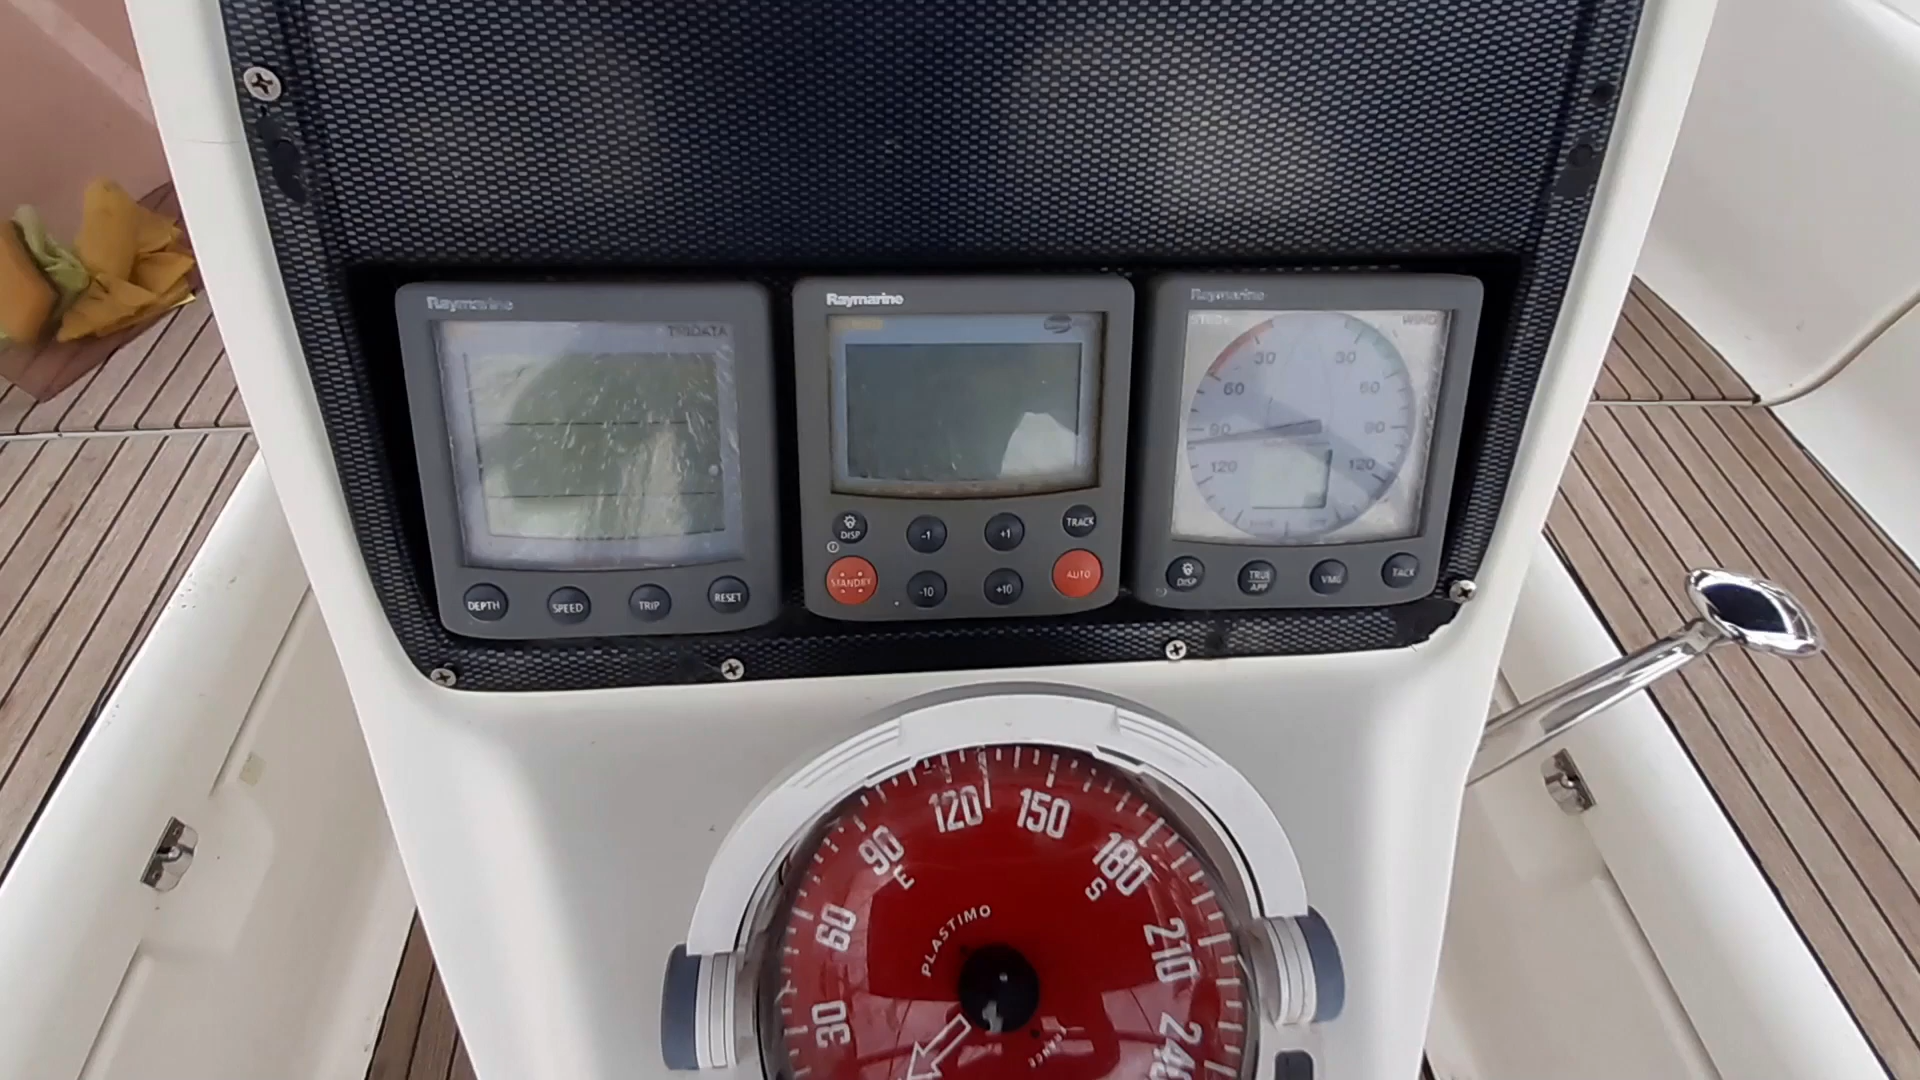 Raymarine
TRIDATA
DEPTH SPEED TRIP RESET
Raymarine
DISP -1 +1 TRACK
STANDBY -10 +10 AUTO
Raymarine
WIND
30 30
60 60
90 90
120 120
DISP TRUE APP VMG TACK
30 60 90 120 150 180 210 240
E S
PLASTIMO